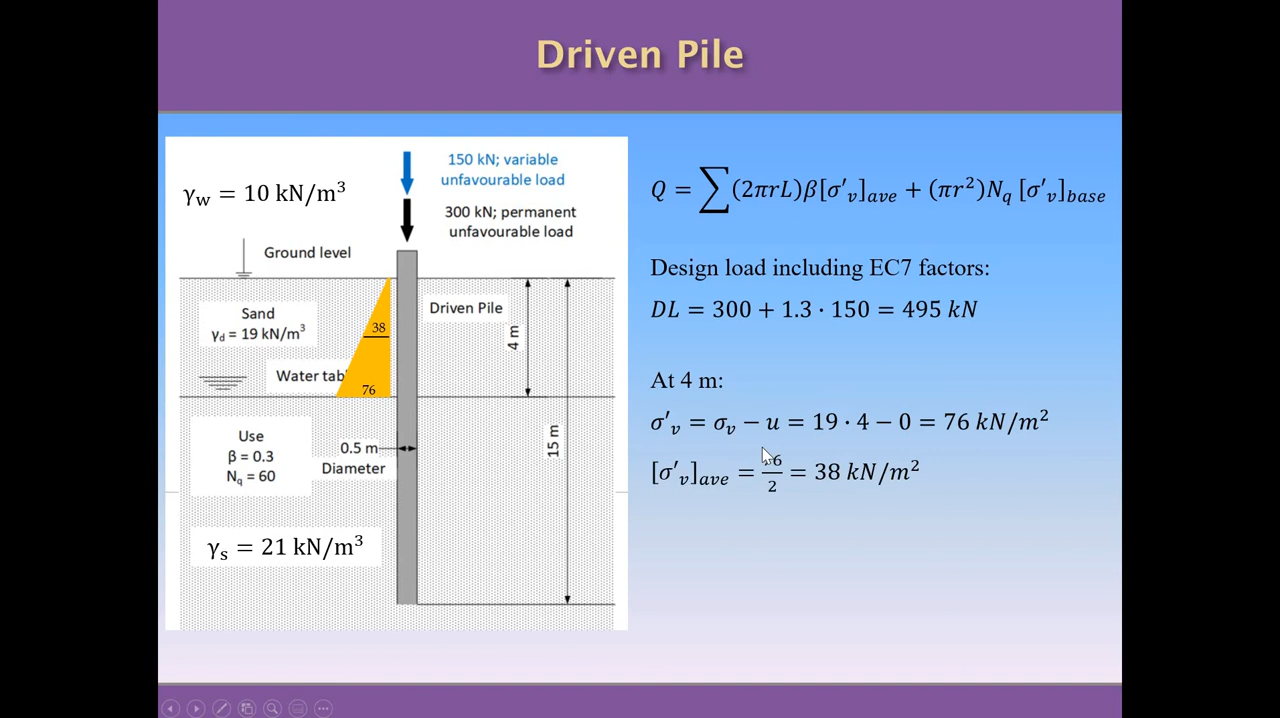 Driven Pile
γw = 10 kN/m³
150 kN; variable
unfavourable load
300 kN; permanent
unfavourable load
Ground level
Sand
γd = 19 kN/m³
38
Driven Pile
4 m
Water
76
Use
β = 0.3
Nq = 60
0.5 m
Diameter
15 m
γs = 21 kN/m³
Q = ∑(2πrL)β[σ'v]ave + (πr²)Nq [σ'v]base
Design load including EC7 factors:
DL = 300 + 1.3 · 150 = 495 kN
At 4 m:
σ'v = σv − u = 19 · 4 − 0 = 76 kN/m²
[σ'v]ave = 6/2 = 38 kN/m²